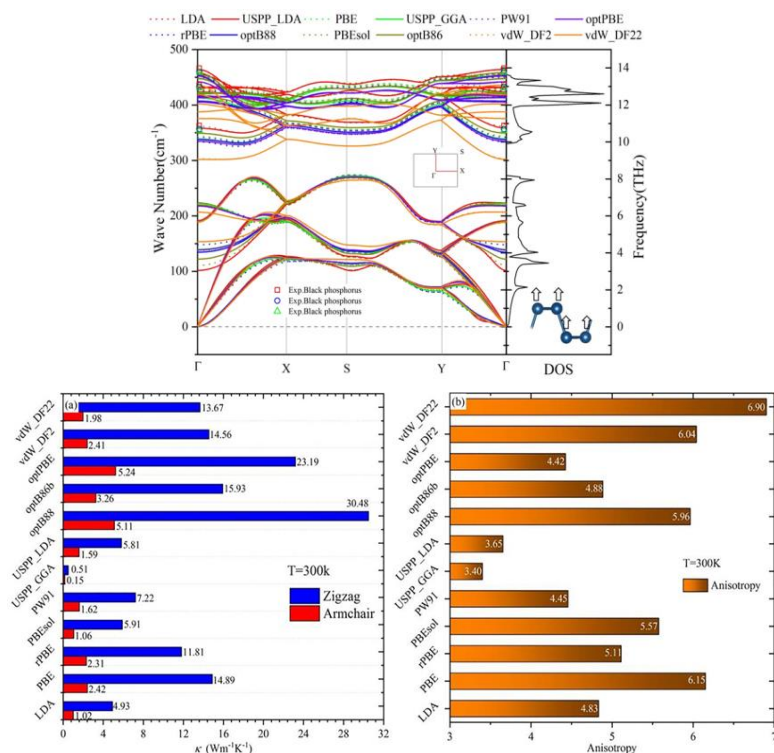 LDA USPP_LDA PBE USPP_GGA PW91 optPBE
rPBE optB88 PBEsol optB86 vdW_DF2 vdW_DF22
Wave Number(cm⁻¹)
500
400
300
200
100
0
Y S
Γ X
Exp.Black phosphorus
Exp.Black phosphorus
Exp.Black phosphorus
Γ X S Y Γ
DOS
Frequency(THz)
14
12
10
8
6
4
2
0
(a)
vdW_DF22 13.67
1.98
vdW_DF2 14.56
2.41
optPBE 23.19
5.24
optB86b 15.93
3.26
optB88 30.48
5.11
USPP_LDA 5.81
1.59
USPP_GGA 0.51
0.15
PW91 7.22
1.62
PBEsol 5.91
1.06
rPBE 11.81
2.31
PBE 14.89
2.42
LDA 4.93
1.02
T=300k
Zigzag
Armchair
0 4 8 12 16 20 24 28 32
κ (Wm⁻¹K⁻¹)
(b)
vdW_DF22 6.90
vdW_DF2 6.04
optPBE 4.42
optB86b 4.88
optB88 5.96
USPP_LDA 3.65
USPP_GGA 3.40
PW91 4.45
PBEsol 5.57
rPBE 5.11
PBE 6.15
LDA 4.83
T=300K
Anisotropy
3 4 5 6 7
Anisotropy